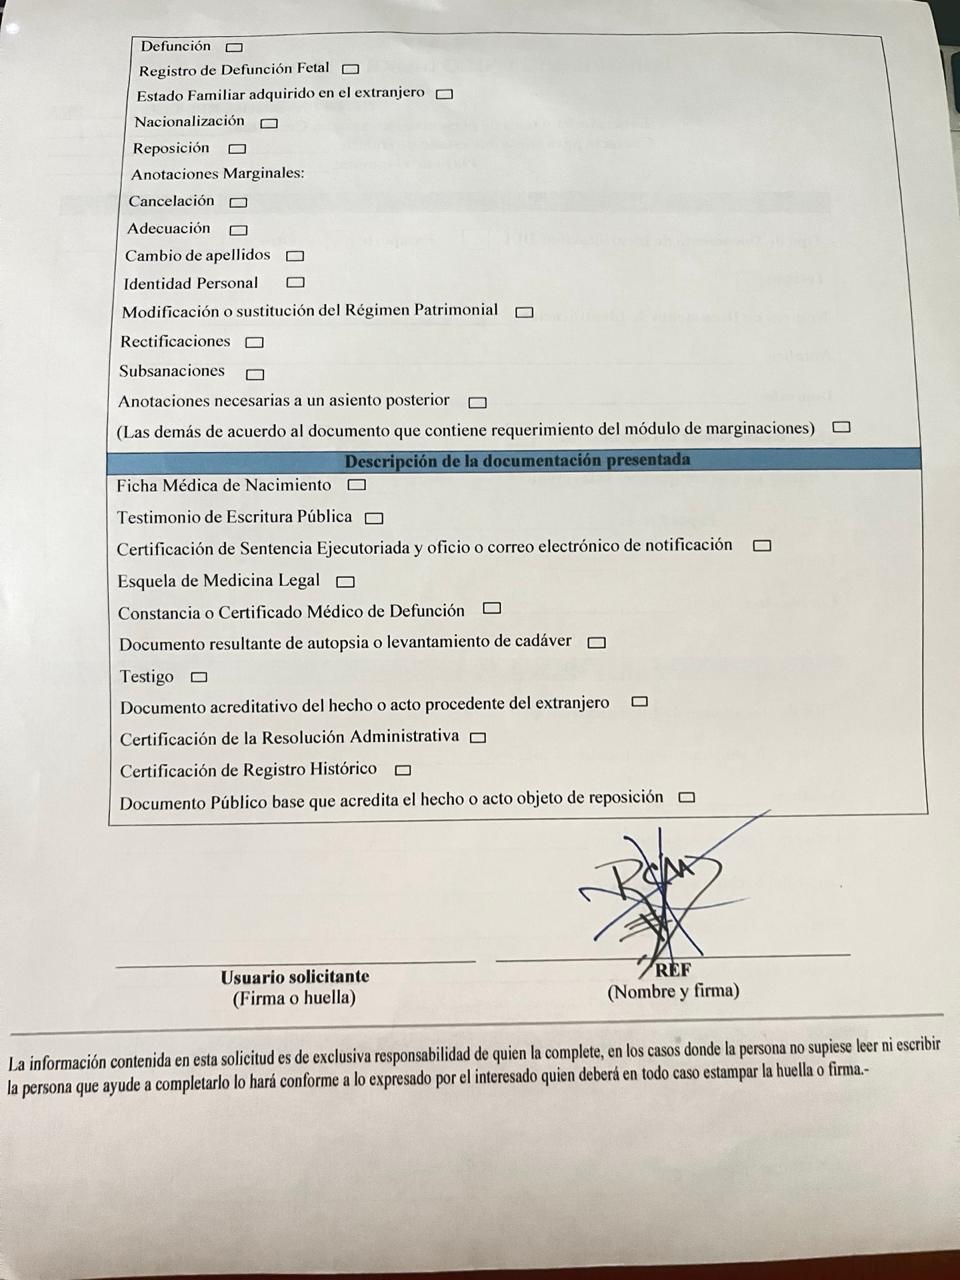 Defunción
Registro de Defunción Fetal
Estado Familiar adquirido en el extranjero
Nacionalización
Reposición
Anotaciones Marginales:
Cancelación
Adecuación
Cambio de apellidos
Identidad Personal
Modificación o sustitución del Régimen Patrimonial
Rectificaciones
Subsanaciones
Anotaciones necesarias a un asiento posterior
(Las demás de acuerdo al documento que contiene requerimiento del módulo de marginaciones)
Descripción de la documentación presentada
Ficha Médica de Nacimiento
Testimonio de Escritura Pública
Certificación de Sentencia Ejecutoriada y oficio o correo electrónico de notificación
Esquela de Medicina Legal
Constancia o Certificado Médico de Defunción
Documento resultante de autopsia o levantamiento de cadáver
Testigo
Documento acreditativo del hecho o acto procedente del extranjero
Certificación de la Resolución Administrativa
Certificación de Registro Histórico
Documento Público base que acredita el hecho o acto objeto de reposición
Usuario solicitante
(Firma o huella)
REF
(Nombre y firma)
La información contenida en esta solicitud es de exclusiva responsabilidad de quien la complete, en los casos donde la persona no supiese leer ni escribir
la persona que ayude a completarlo lo hará conforme a lo expresado por el interesado quien deberá en todo caso estampar la huella o firma.-